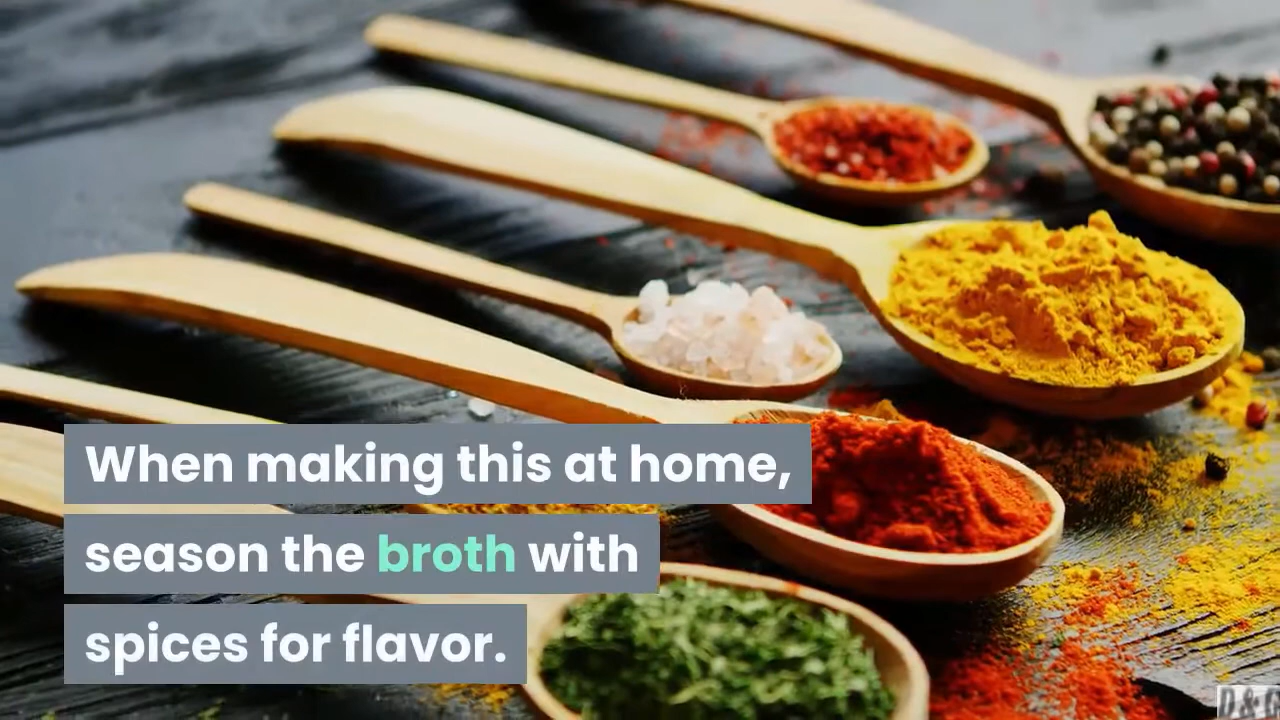 When making this at home,
season the broth with
spices for flavor.
D&G